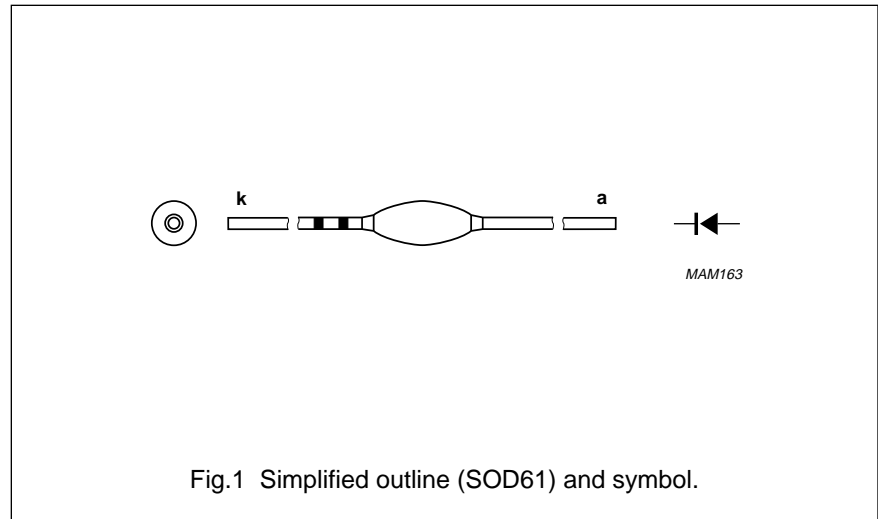 k
a
MAM163
Fig.1 Simplified outline (SOD61) and symbol.